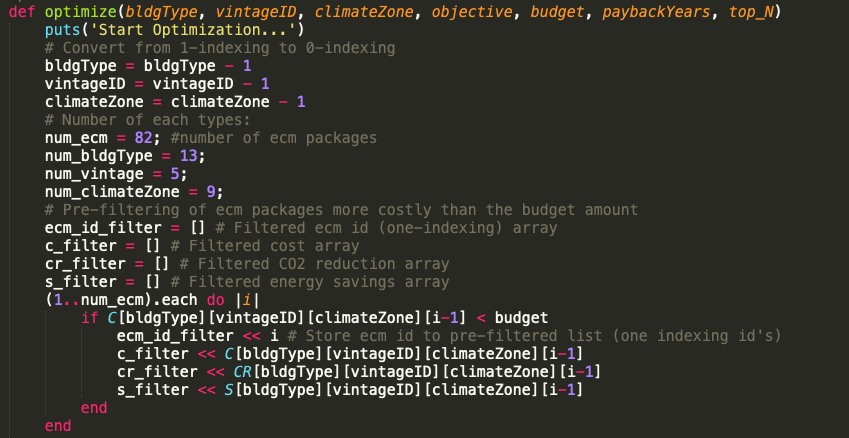 def optimize(bldgType, vintageID, climateZone, objective, budget, paybackYears, top_N)
    puts('Start Optimization...')
    # Convert from 1-indexing to 0-indexing
    bldgType = bldgType - 1
    vintageID = vintageID - 1
    climateZone = climateZone - 1
    # Number of each types:
    num_ecm = 82; #number of ecm packages
    num_bldgType = 13;
    num_vintage = 5;
    num_climateZone = 9;
    # Pre-filtering of ecm packages more costly than the budget amount
    ecm_id_filter = [] # Filtered ecm id (one-indexing) array
    c_filter = [] # Filtered cost array
    cr_filter = [] # Filtered CO2 reduction array
    s_filter = [] # Filtered energy savings array
    (1..num_ecm).each do |i|
        if C[bldgType][vintageID][climateZone][i-1] < budget
            ecm_id_filter << i # Store ecm id to pre-filtered list (one indexing id's)
            c_filter << C[bldgType][vintageID][climateZone][i-1]
            cr_filter << CR[bldgType][vintageID][climateZone][i-1]
            s_filter << S[bldgType][vintageID][climateZone][i-1]
        end
    end